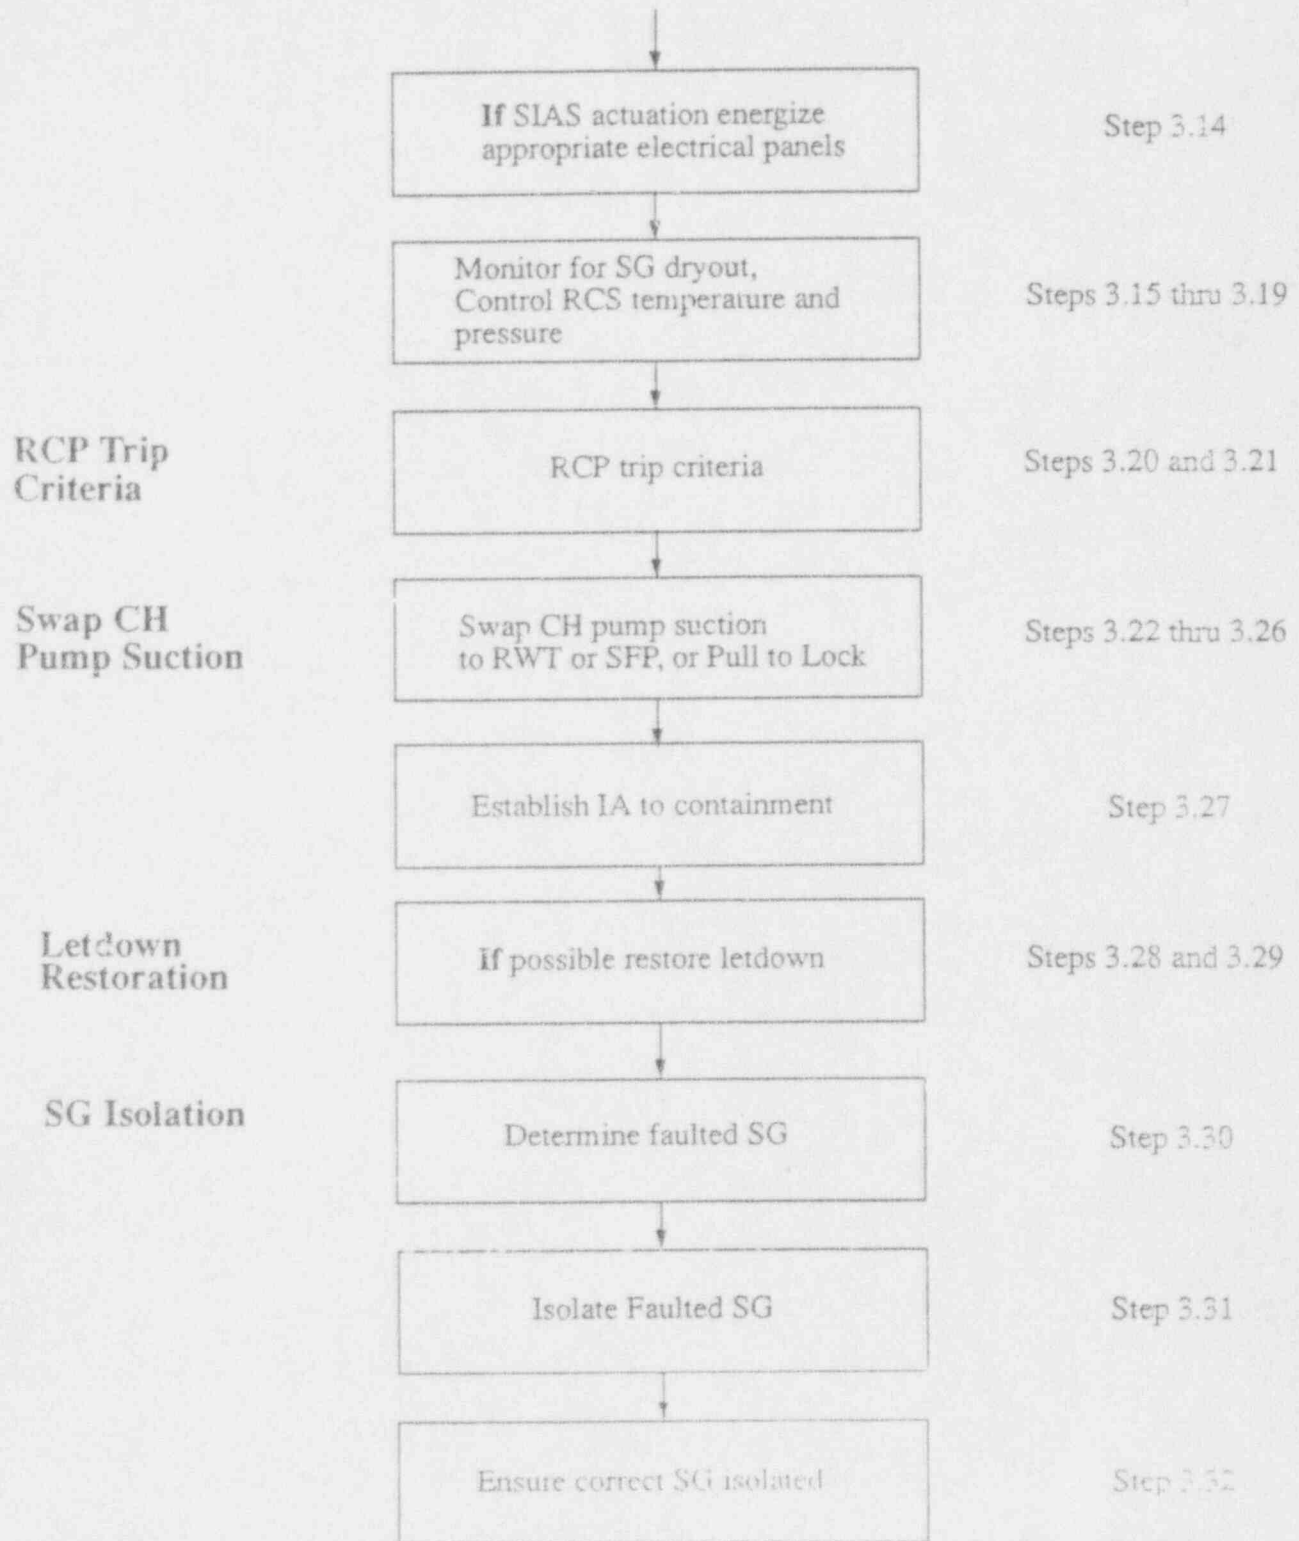 If SIAS actuation energize
appropriate electrical panels
Step 3.14
Monitor for SG dryout,
Control RCS temperature and
pressure
Steps 3.15 thru 3.19
RCP Trip
Criteria
RCP trip criteria
Steps 3.20 and 3.21
Swap CH
Pump Suction
Swap CH pump suction
to RWT or SFP, or Pull to Lock
Steps 3.22 thru 3.26
Establish IA to containment
Step 3.27
Letdown
Restoration
If possible restore letdown
Steps 3.28 and 3.29
SG Isolation
Determine faulted SG
Step 3.30
Isolate Faulted SG
Step 3.31
Ensure correct SG isolated
Step 3.32